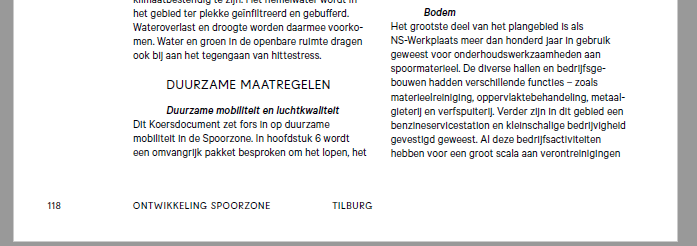 klimaatbestendig te zijn. Het hemelwater wordt in
het gebied ter plekke geïnfiltreerd en gebufferd.
Wateroverlast en droogte worden daarmee voorko-
men. Water en groen in de openbare ruimte dragen
ook bij aan het tegengaan van hittestress.
DUURZAME MAATREGELEN
Duurzame mobiliteit en luchtkwaliteit
Dit Koersdocument zet fors in op duurzame
mobiliteit in de Spoorzone. In hoofdstuk 6 wordt
een omvangrijk pakket besproken om het lopen, het
Bodem
Het grootste deel van het plangebied is als
NS-Werkplaats meer dan honderd jaar in gebruik
geweest voor onderhoudswerkzaamheden aan
spoormaterieel. De diverse hallen en bedrijfsge-
bouwen hadden verschillende functies – zoals
materieelreiniging, oppervlaktebehandeling, metaal-
gieterij en verfspuiterij. Verder zijn in dit gebied een
benzineservicestation en kleinschalige bedrijvigheid
gevestigd geweest. Al deze bedrijfsactiviteiten
hebben voor een groot scala aan verontreinigingen
118 ONTWIKKELING SPOORZONE TILBURG